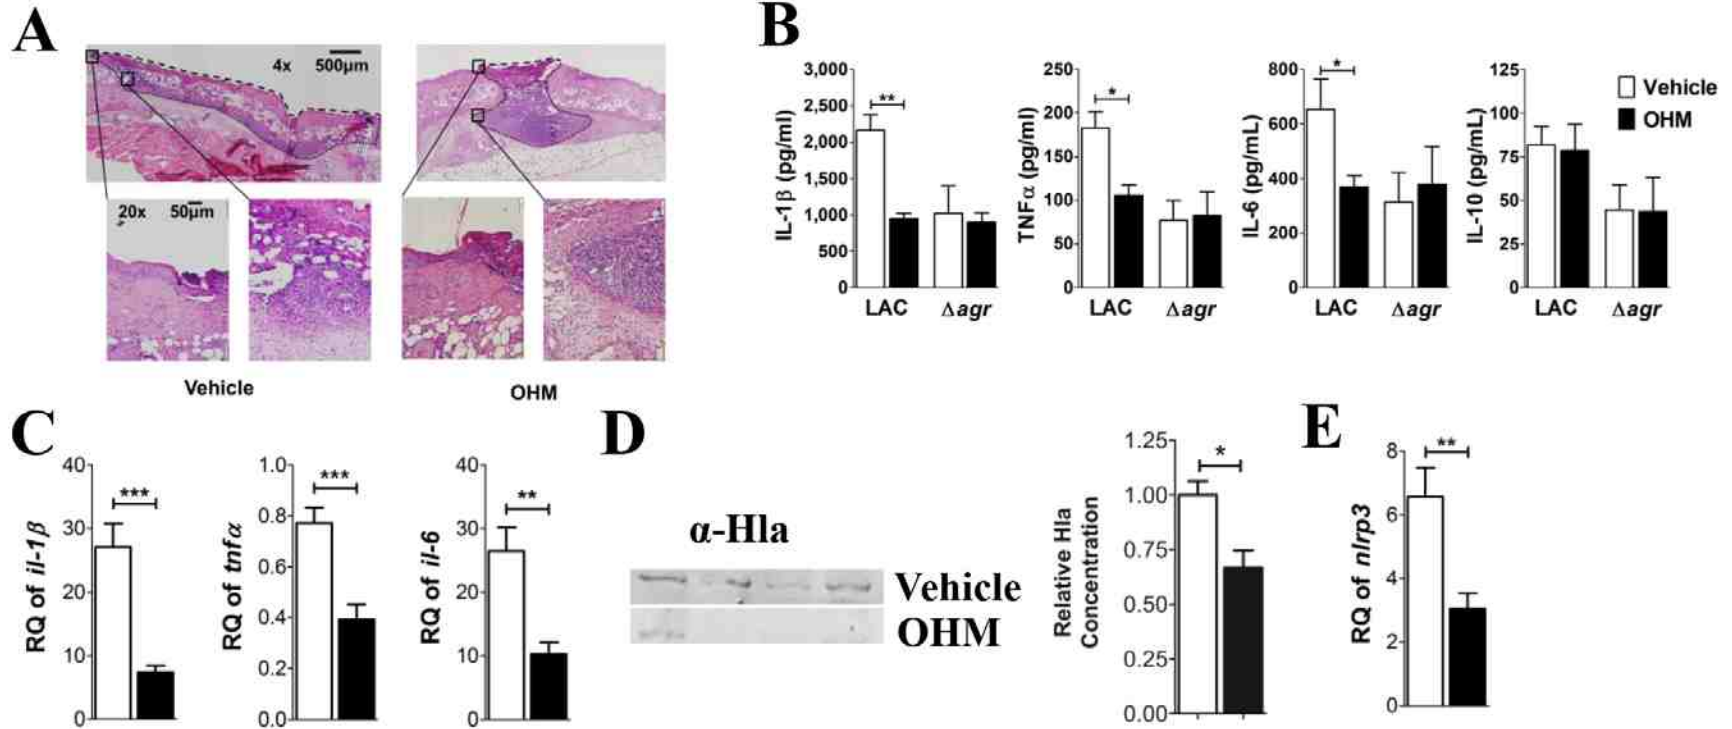 A
4x 500µm
20x 50µm
Vehicle
OHM
B
IL-1β (pg/ml)
3,000
2,500
2,000
1,500
1,000
500
0
**
LAC Δagr
TNFα (pg/ml)
250
200
150
100
50
0
*
LAC Δagr
IL-6 (pg/mL)
800
600
400
200
0
*
LAC Δagr
IL-10 (pg/mL)
125
100
75
50
25
0
LAC Δagr
Vehicle
OHM
C
RQ of il-1β
40
30
20
10
0
***
RQ of tnfα
1.0
0.8
0.6
0.4
0.2
0.0
***
RQ of il-6
40
30
20
10
0
**
D
α-Hla
Vehicle
OHM
Relative Hla
Concentration
1.25
1.00
0.75
0.50
0.25
0.00
*
E
RQ of nlrp3
8
6
4
2
0
**